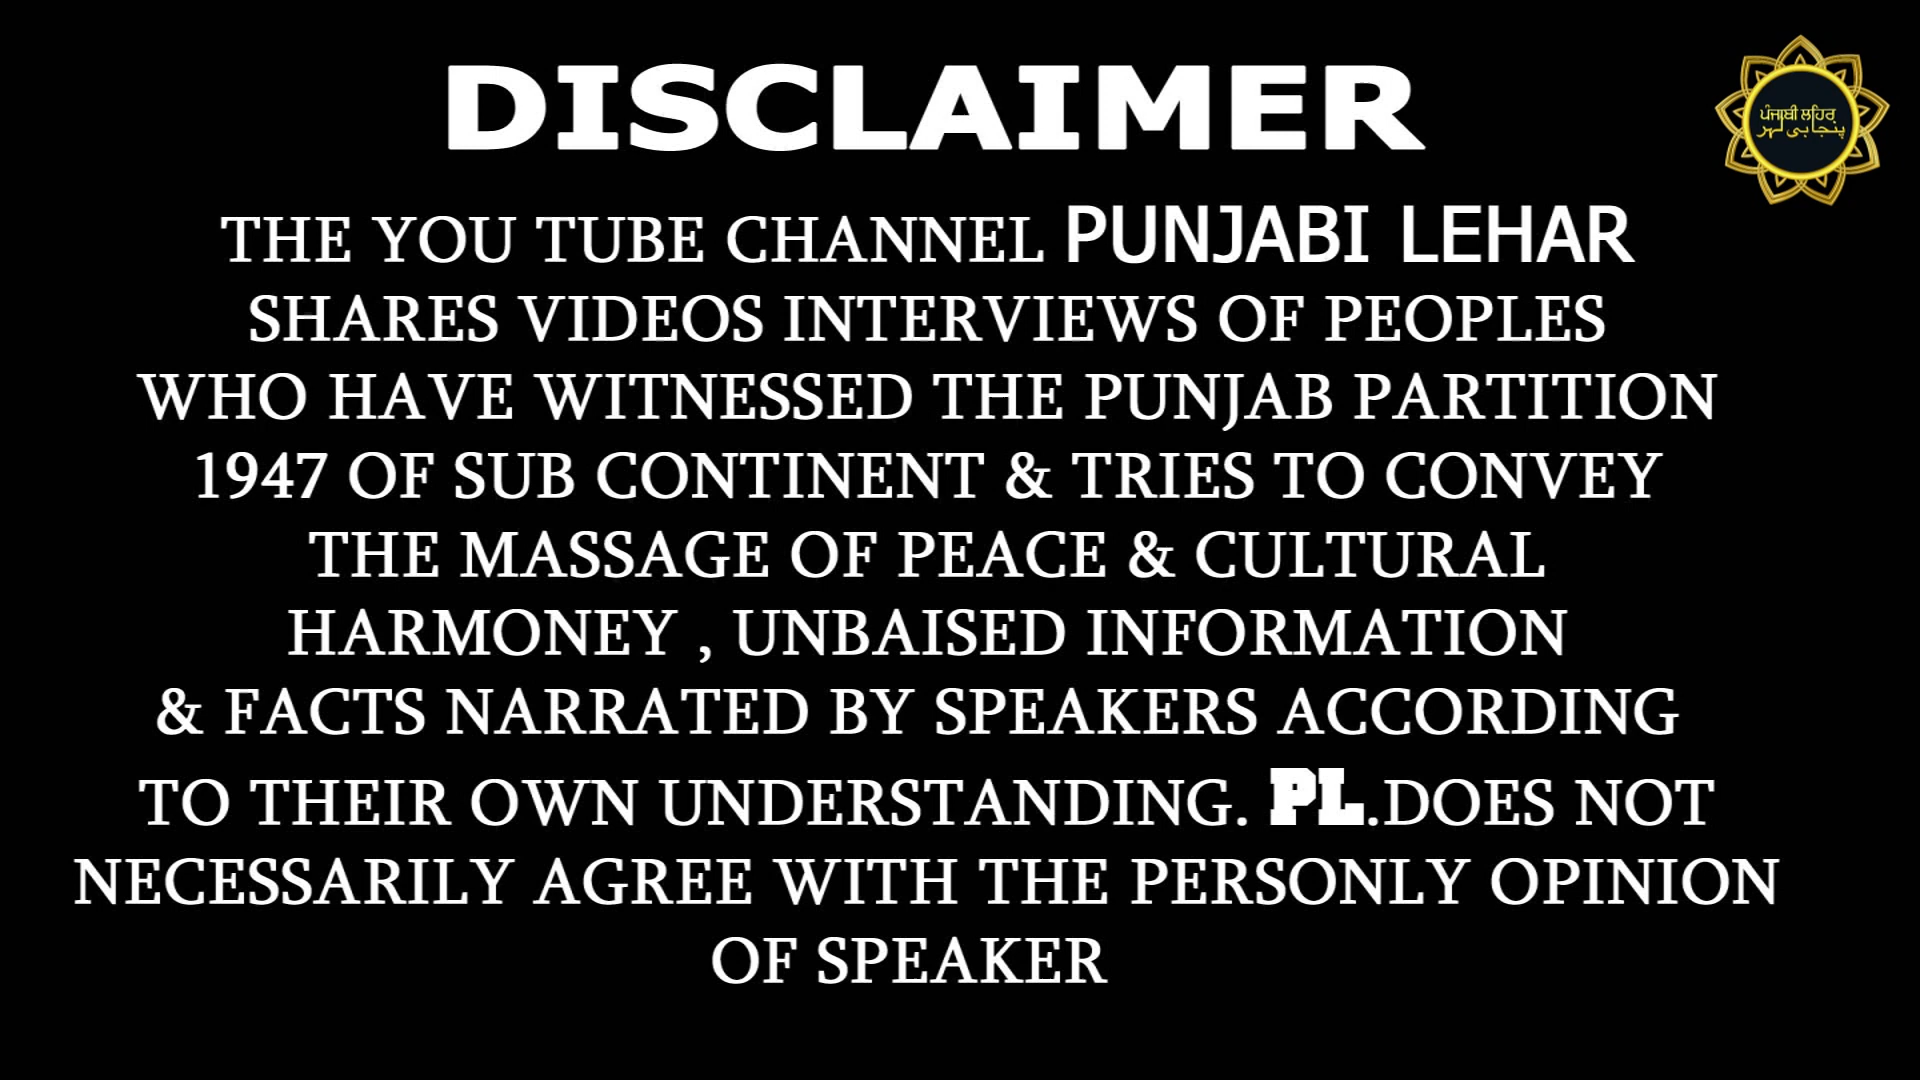 DISCLAIMER
ਪੰਜਾਬੀ ਲਹਿਰ
پنجابی لہر
THE YOU TUBE CHANNEL PUNJABI LEHAR
SHARES VIDEOS INTERVIEWS OF PEOPLES
WHO HAVE WITNESSED THE PUNJAB PARTITION
1947 OF SUB CONTINENT & TRIES TO CONVEY
THE MASSAGE OF PEACE & CULTURAL
HARMONEY , UNBAISED INFORMATION
& FACTS NARRATED BY SPEAKERS ACCORDING
TO THEIR OWN UNDERSTANDING. PL.DOES NOT
NECESSARILY AGREE WITH THE PERSONLY OPINION
OF SPEAKER